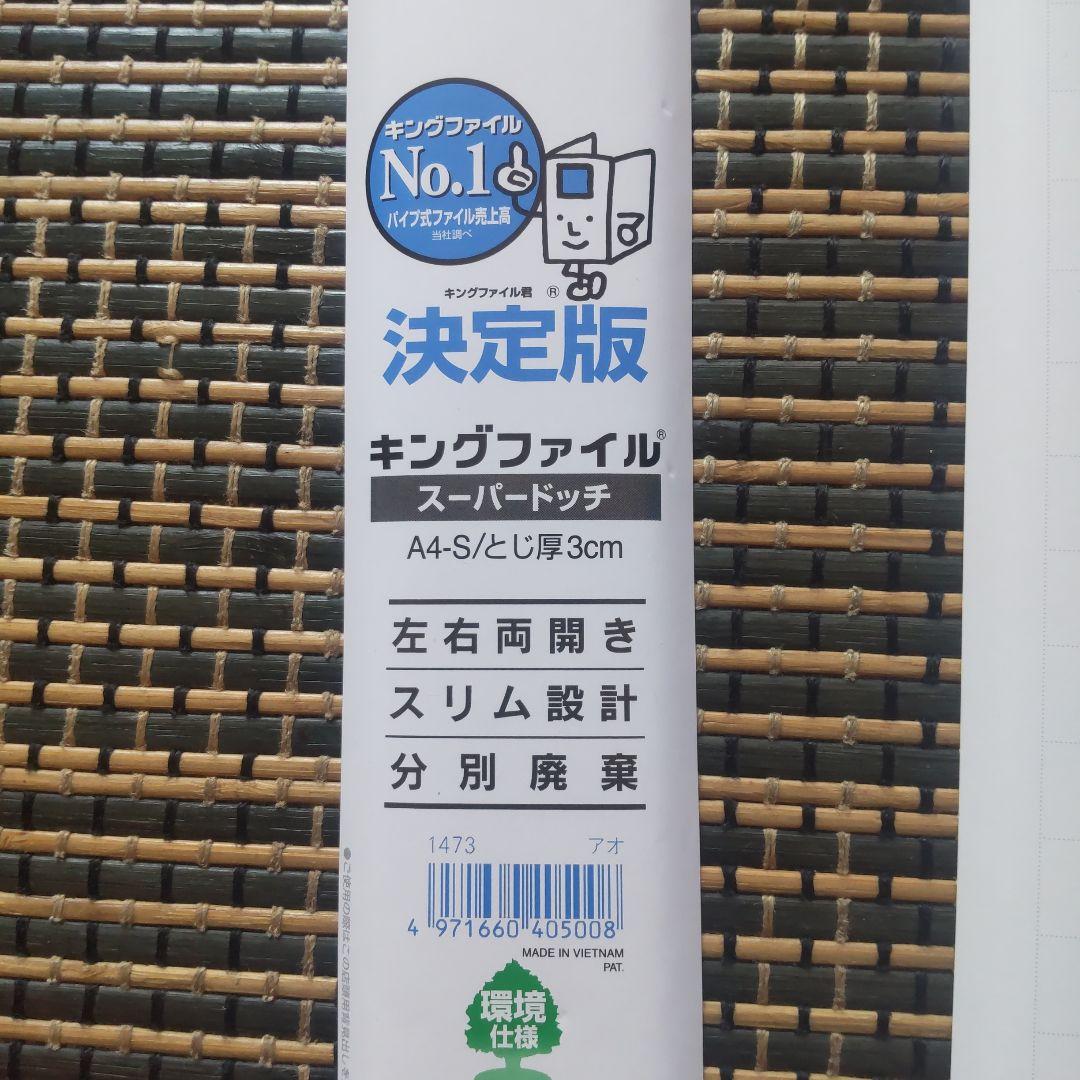 キングファイル
No.1
パイプ式ファイル売上高
当社調べ
キングファイル君 ®
決定版
キングファイル®
スーパードッチ
A4-S/とじ厚3cm
左右両開き
スリム設計
分別廃棄
1473 アオ
4 971660 405008
MADE IN VIETNAM
PAT.
環境
仕様